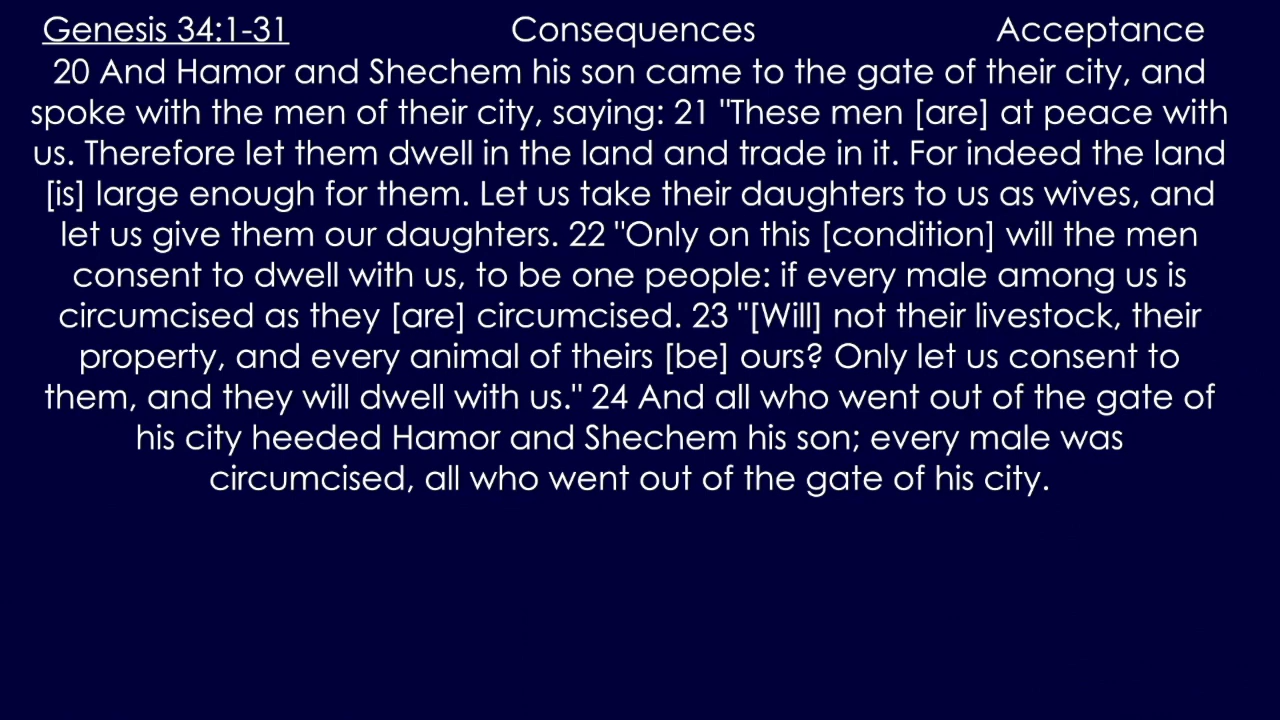 Genesis 34:1-31 Consequences Acceptance
20 And Hamor and Shechem his son came to the gate of their city, and
spoke with the men of their city, saying: 21 "These men [are] at peace with
us. Therefore let them dwell in the land and trade in it. For indeed the land
[is] large enough for them. Let us take their daughters to us as wives, and
let us give them our daughters. 22 "Only on this [condition] will the men
consent to dwell with us, to be one people: if every male among us is
circumcised as they [are] circumcised. 23 "[Will] not their livestock, their
property, and every animal of theirs [be] ours? Only let us consent to
them, and they will dwell with us." 24 And all who went out of the gate of
his city heeded Hamor and Shechem his son; every male was
circumcised, all who went out of the gate of his city.